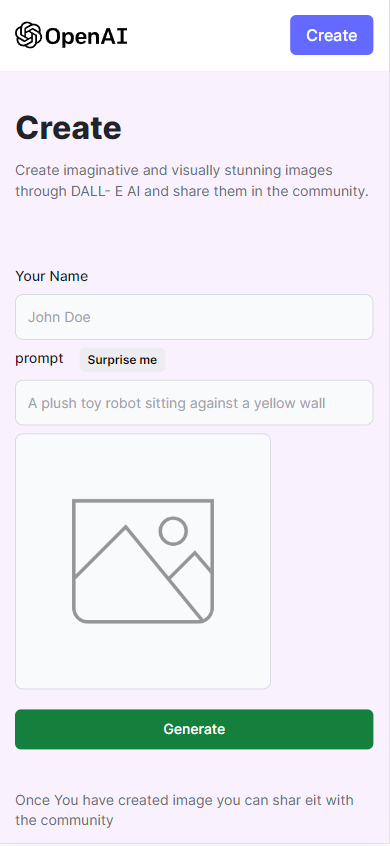 OpenAI
Create
Create
Create imaginative and visually stunning images
through DALL- E AI and share them in the community.
Your Name
John Doe
prompt
Surprise me
A plush toy robot sitting against a yellow wall
Generate
Once You have created image you can shar eit with
the community